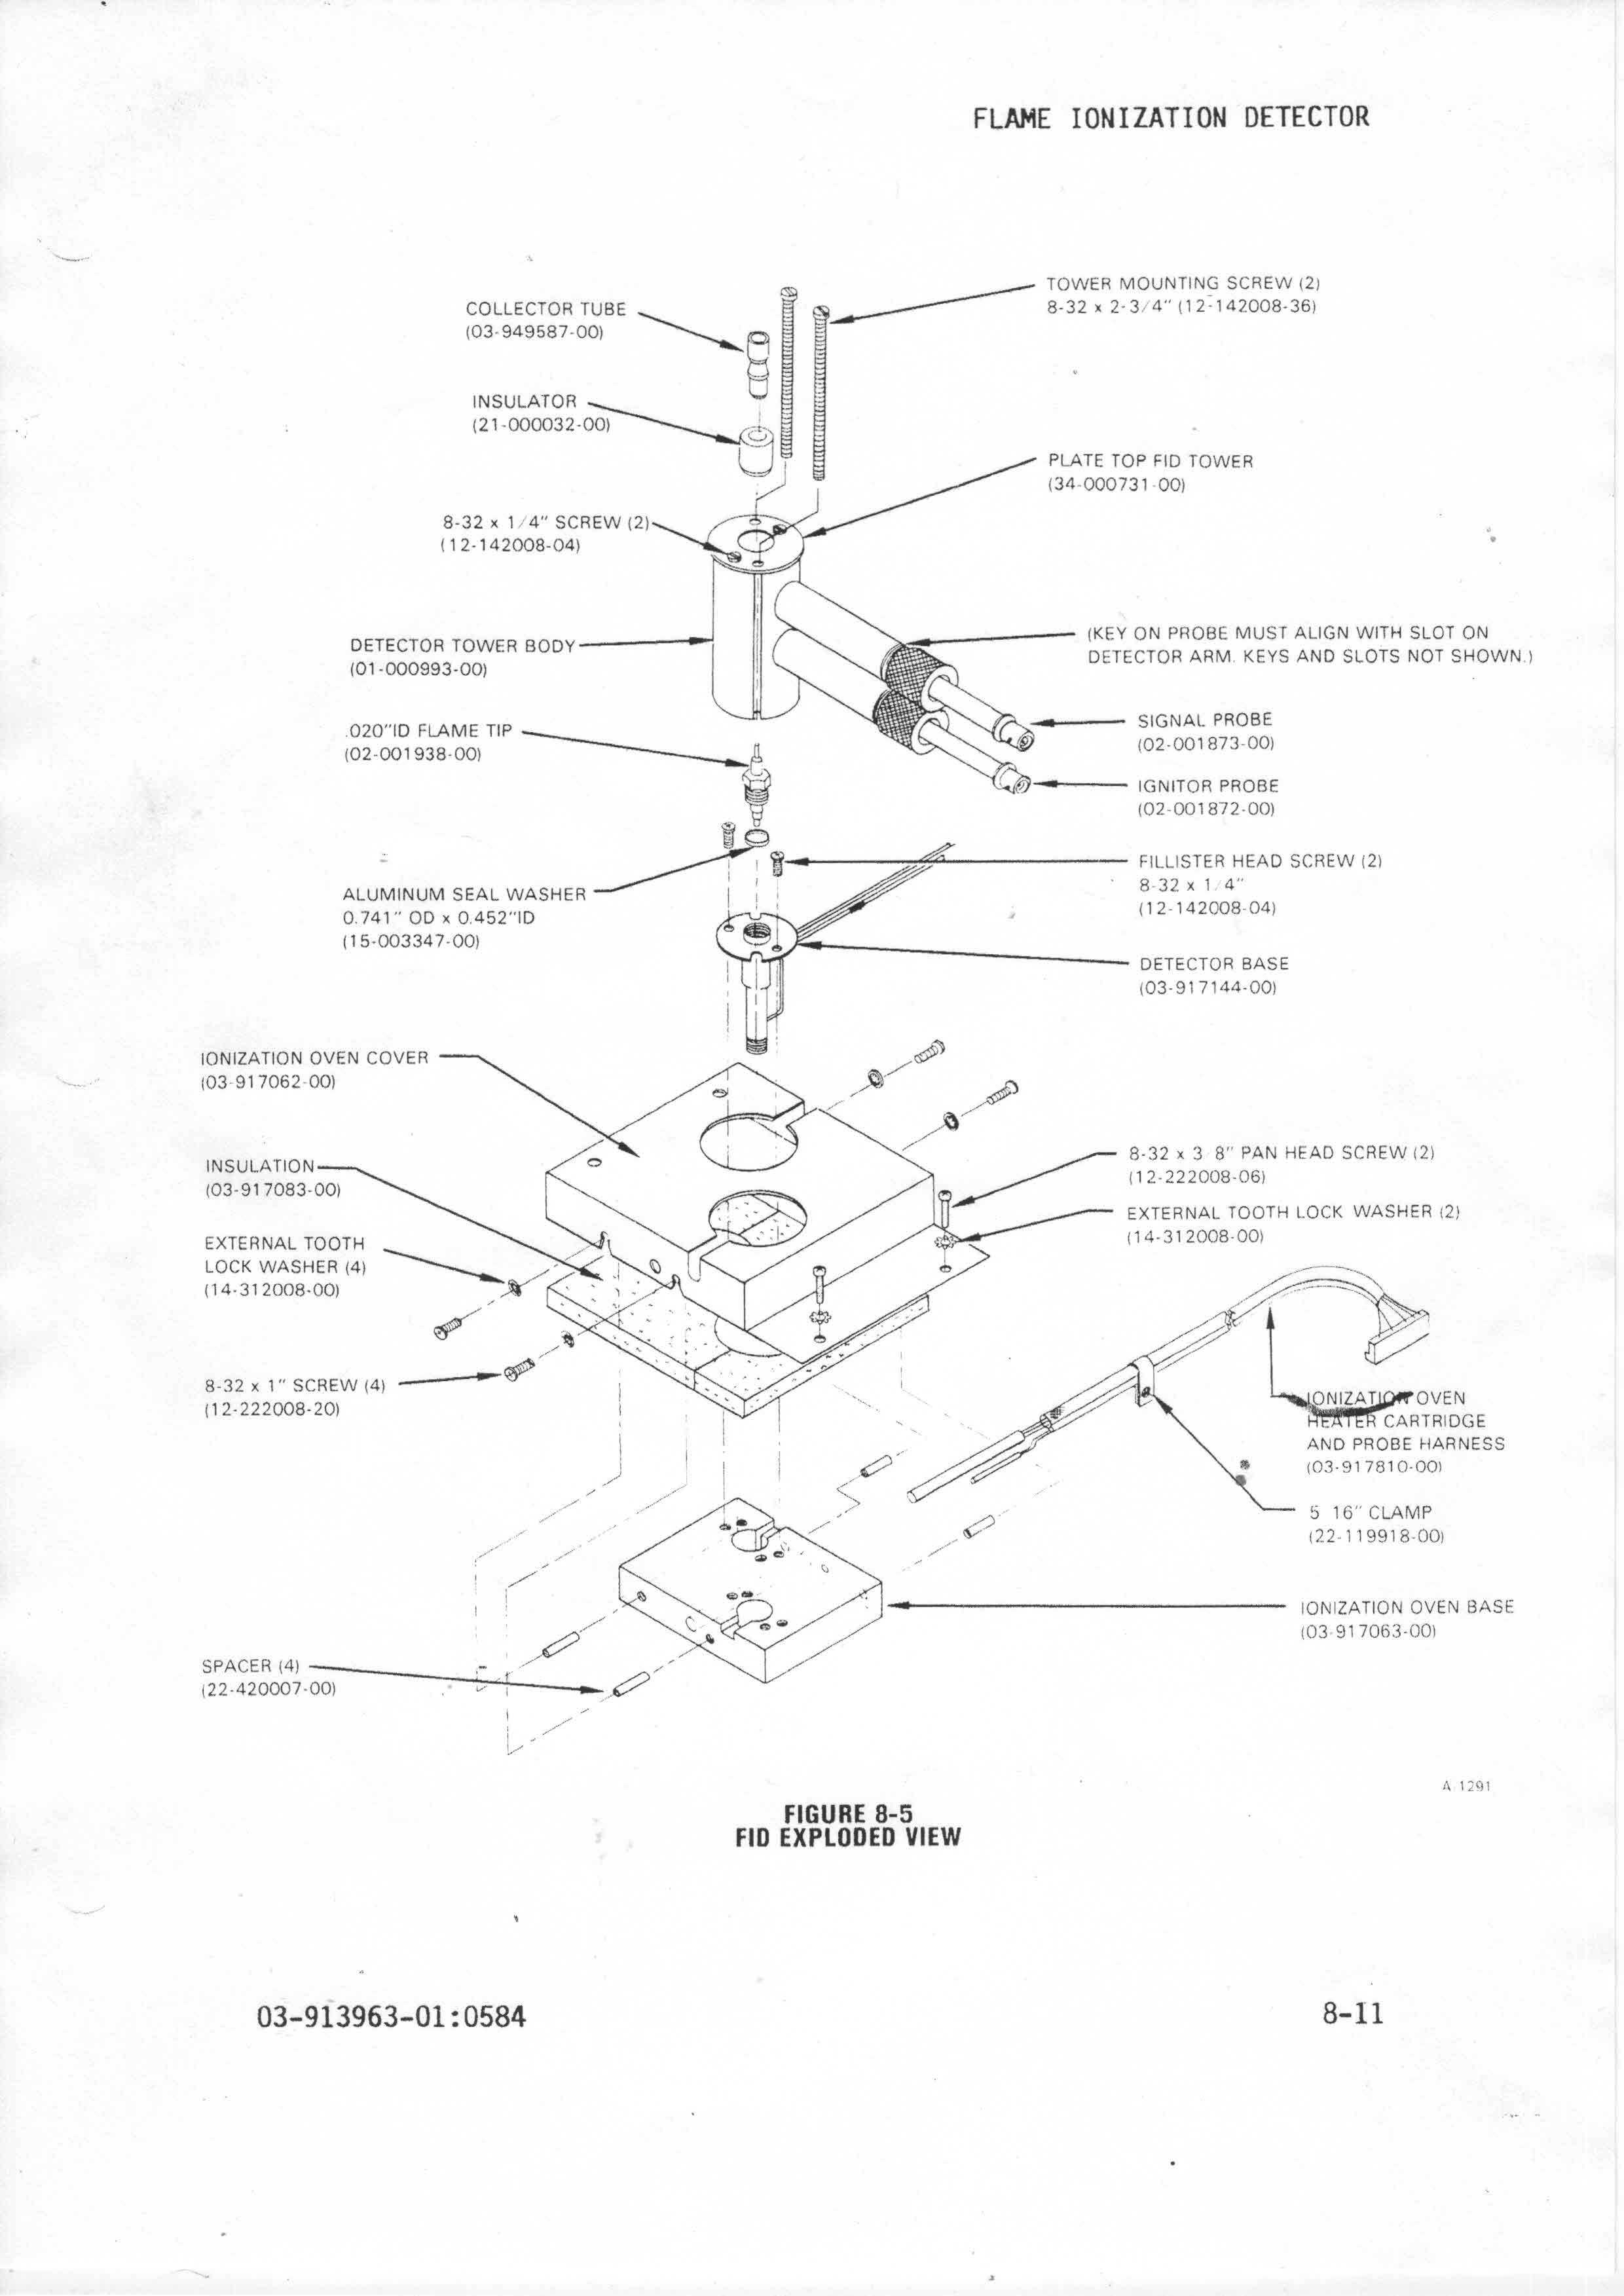 FLAME IONIZATION DETECTOR
TOWER MOUNTING SCREW (2)
8-32 x 2-3/4" (12-142008-36)
COLLECTOR TUBE
(03-949587-00)
INSULATOR
(21-000032-00)
PLATE TOP FID TOWER
(34-000731-00)
8-32 x 1/4" SCREW (2)
(12-142008-04)
(KEY ON PROBE MUST ALIGN WITH SLOT ON
DETECTOR ARM. KEYS AND SLOTS NOT SHOWN.)
DETECTOR TOWER BODY
(01-000993-00)
SIGNAL PROBE
(02-001873-00)
.020"ID FLAME TIP
(02-001938-00)
IGNITOR PROBE
(02-001872-00)
FILLISTER HEAD SCREW (2)
8-32 x 1/4"
(12-142008-04)
ALUMINUM SEAL WASHER
0.741" OD x 0.452"ID
(15-003347-00)
DETECTOR BASE
(03-917144-00)
IONIZATION OVEN COVER
(03-917062-00)
8-32 x 3 8" PAN HEAD SCREW (2)
(12-222008-06)
INSULATION
(03-917083-00)
EXTERNAL TOOTH LOCK WASHER (2)
(14-312008-00)
EXTERNAL TOOTH
LOCK WASHER (4)
(14-312008-00)
8-32 x 1" SCREW (4)
(12-222008-20)
IONIZATION OVEN
HEATER CARTRIDGE
AND PROBE HARNESS
(03-917810-00)
5 16" CLAMP
(22-119918-00)
IONIZATION OVEN BASE
(03-917063-00)
SPACER (4)
(22-420007-00)
A 1291
FIGURE 8-5
FID EXPLODED VIEW
03-913963-01:0584
8-11